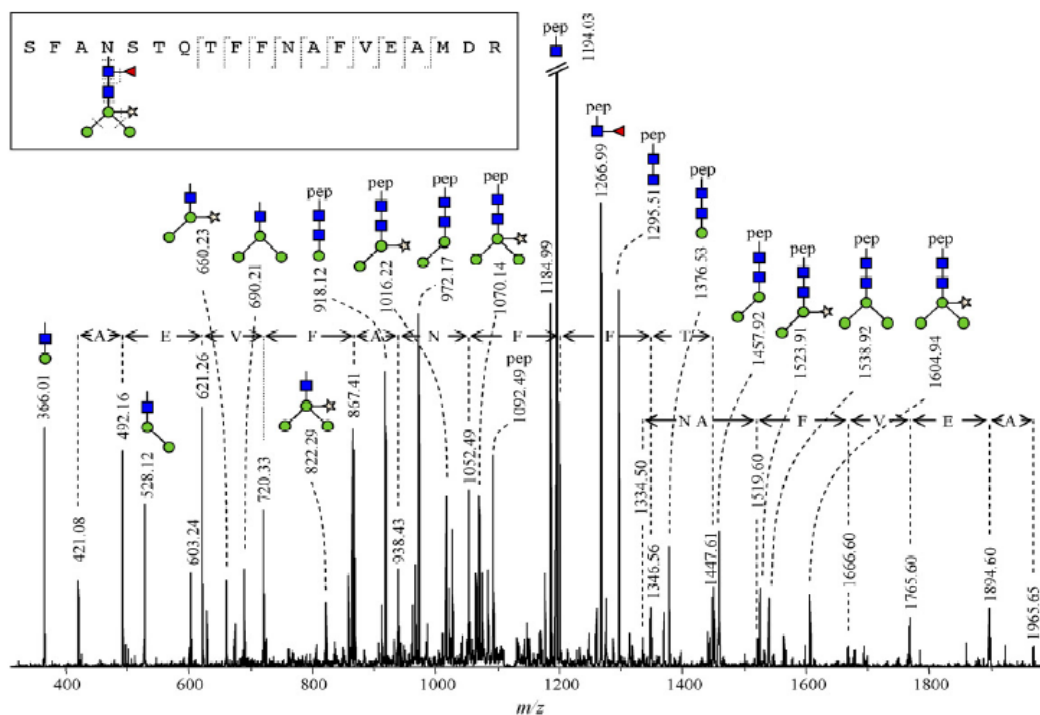 S F A N S T Q T F F N A F V E A M D R
pep
1194.03
pep
1266.99
pep
1295.51
pep
1376.53
pep
1457.92
pep
1523.91
pep
1538.92
pep
1604.94
660.23
690.21
pep
918.12
pep
1016.22
pep
972.17
pep
1070.14
1184.99
A E V F A N F F T
366.01
421.08
492.16
528.12
603.24
621.26
720.33
822.29
867.41
938.43
1052.49
pep
1092.49
N A F V E A
1334.50
1346.56
1447.61
1519.60
1666.60
1765.60
1894.60
1965.65
400 600 800 1000 1200 1400 1600 1800
m/z